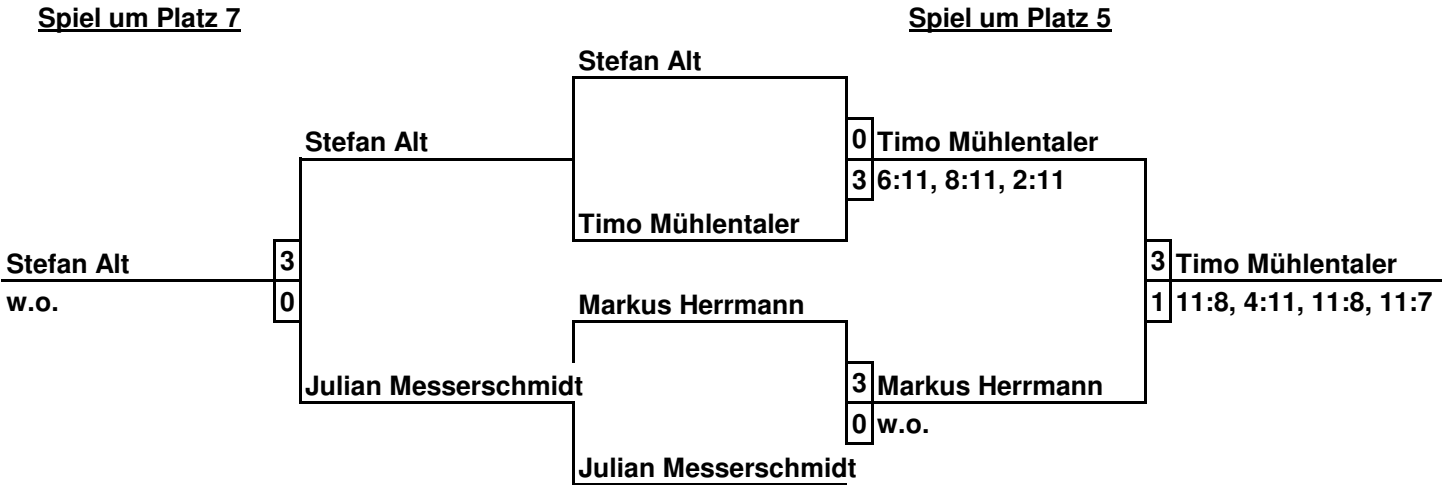 Spiel um Platz 7 Spiel um Platz 5
Stefan Alt
Stefan Alt 0 Timo Mühlentaler
3 6:11, 8:11, 2:11
Timo Mühlentaler
Stefan Alt 3 3 Timo Mühlentaler
w.o. 0 Markus Herrmann 1 11:8, 4:11, 11:8, 11:7
Julian Messerschmidt 3 Markus Herrmann
0 w.o.
Julian Messerschmidt